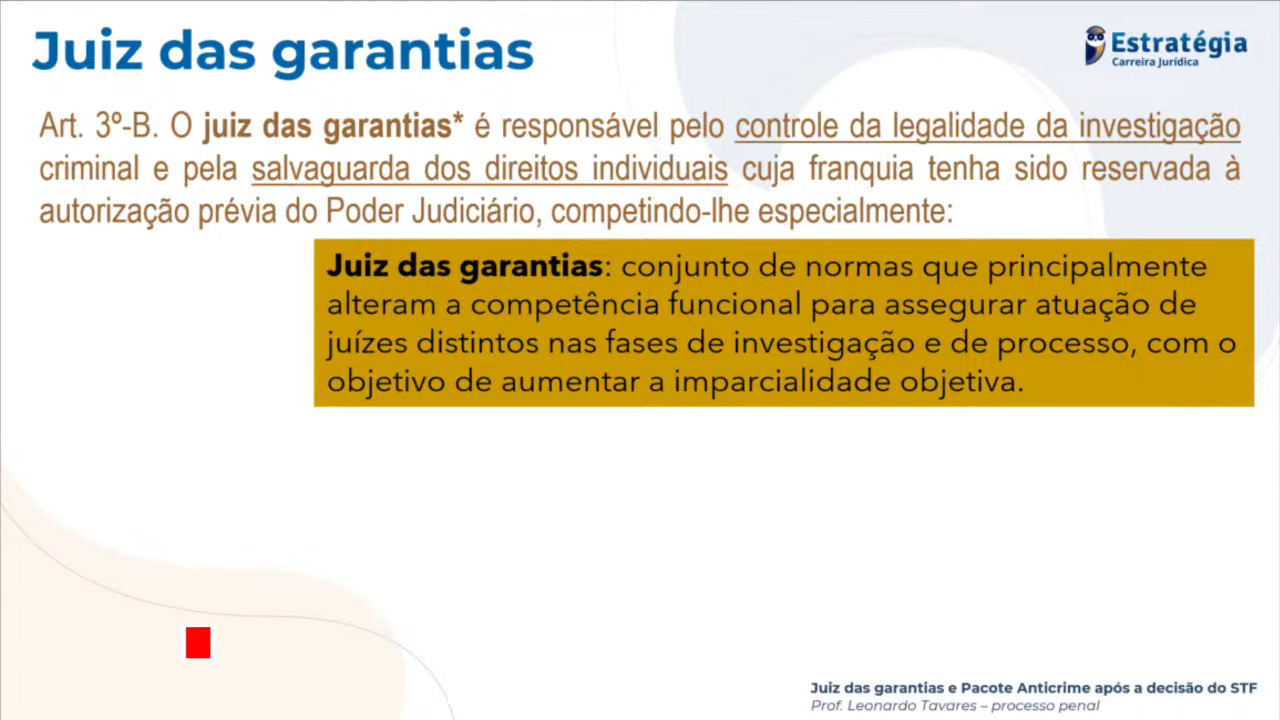 Juiz das garantias
Estratégia
Carreira Jurídica
Art. 3º-B. O juiz das garantias* é responsável pelo controle da legalidade da investigação
criminal e pela salvaguarda dos direitos individuais cuja franquia tenha sido reservada à
autorização prévia do Poder Judiciário, competindo-lhe especialmente:
Juiz das garantias: conjunto de normas que principalmente
alteram a competência funcional para assegurar atuação de
juízes distintos nas fases de investigação e de processo, com o
objetivo de aumentar a imparcialidade objetiva.
Juiz das garantias e Pacote Anticrime após a decisão do STF
Prof. Leonardo Tavares – processo penal